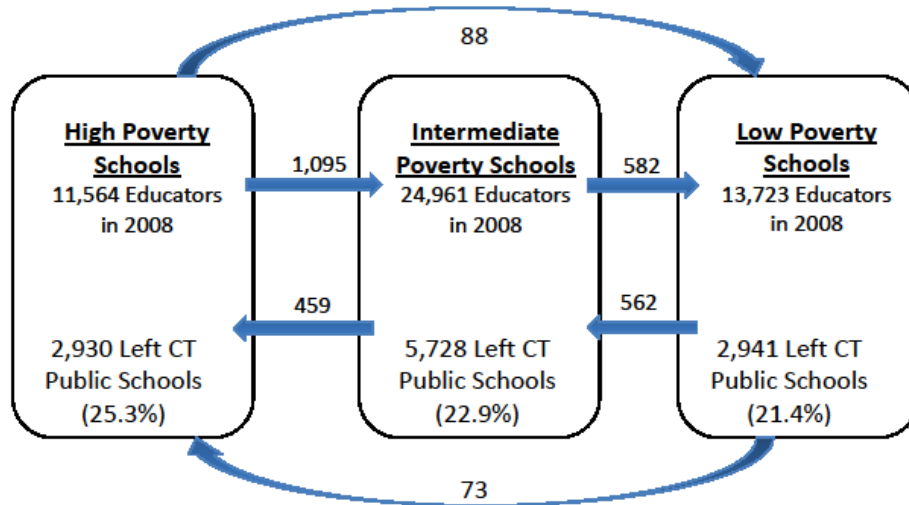 88
High Poverty
Schools
11,564 Educators
in 2008
1,095
Intermediate
Poverty Schools
24,961 Educators
in 2008
582
Low Poverty
Schools
13,723 Educators
in 2008
459
562
2,930 Left CT
Public Schools
(25.3%)
5,728 Left CT
Public Schools
(22.9%)
2,941 Left CT
Public Schools
(21.4%)
73